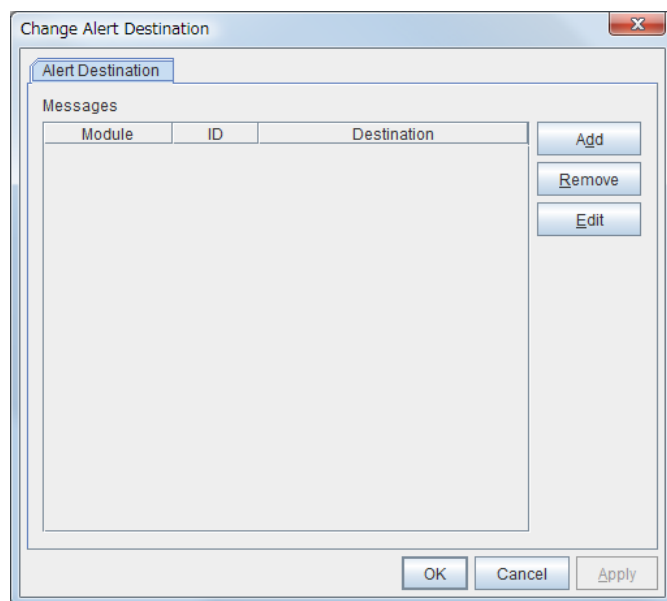 Change Alert Destination
Alert Destination
Messages
Module ID Destination
Add
Remove
Edit
OK Cancel Apply